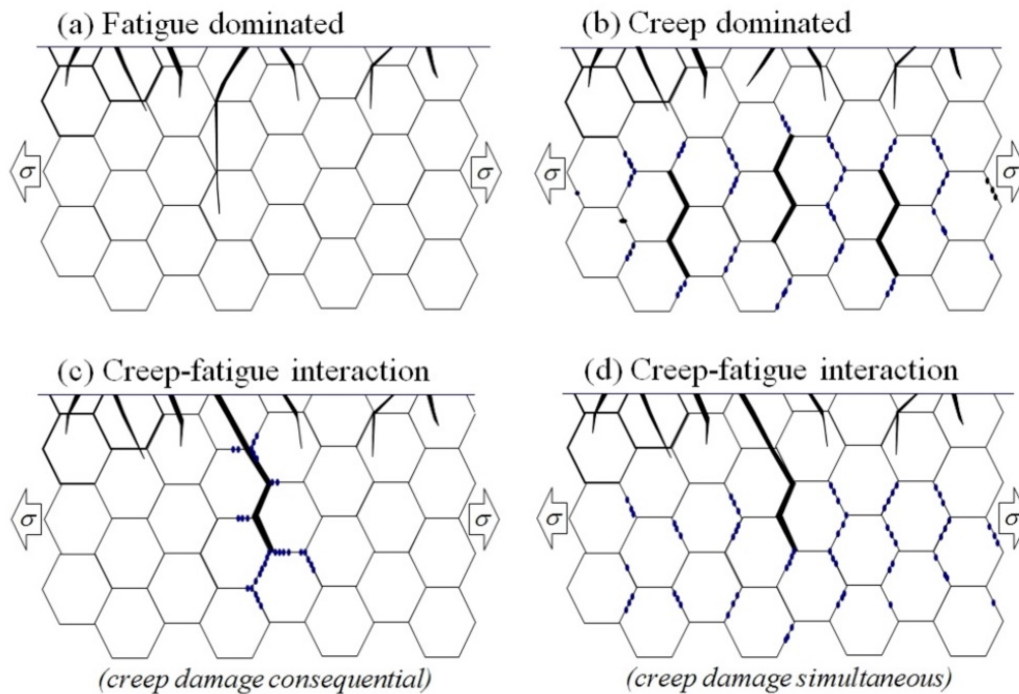 (a) Fatigue dominated
(b) Creep dominated
σ
σ
σ
σ
(c) Creep-fatigue interaction
(d) Creep-fatigue interaction
σ
σ
σ
σ
(creep damage consequential)
(creep damage simultaneous)